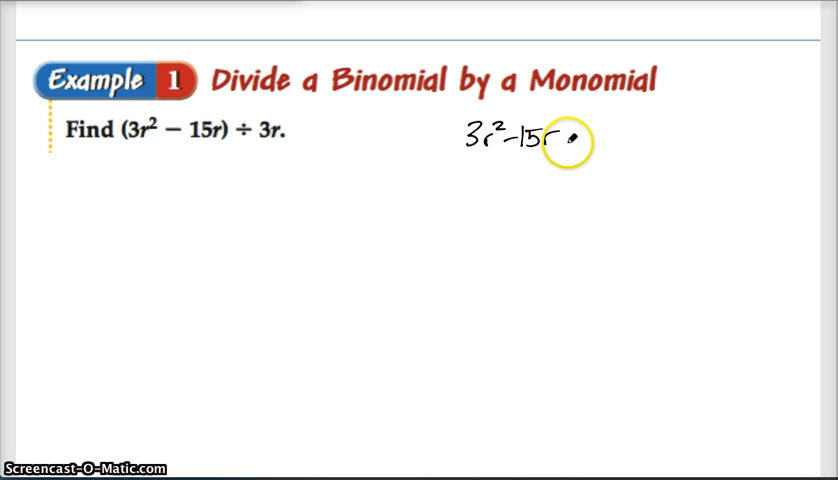 Example 1 Divide a Binomial by a Monomial
Find (3r² − 15r) ÷ 3r. 3r²-15r
Screencast-O-Matic.com